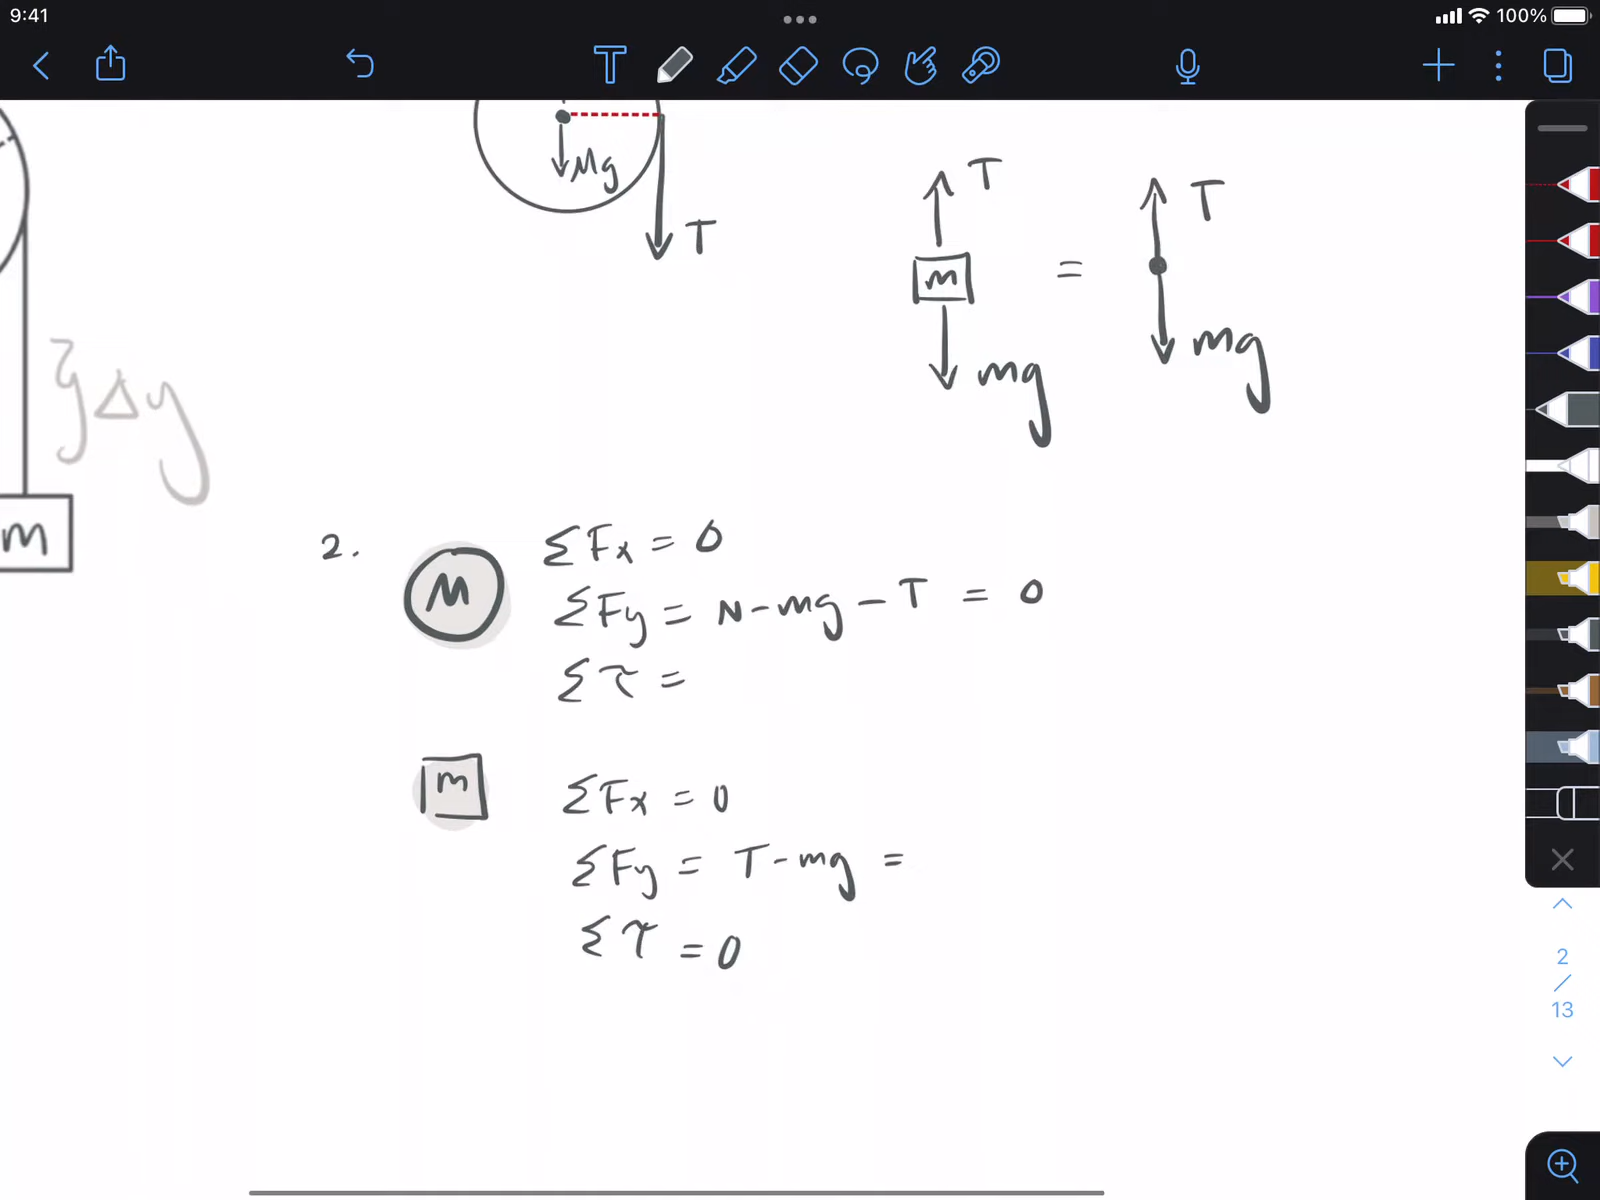 9:41
100%
Mg
T
T
m
mg
=
T
mg
}Δy
m
2.
M
ΣFx = 0
ΣFy = N-mg-T = 0
Στ =
m
ΣFx = 0
ΣFy = T-mg =
Στ = 0
2
/
13